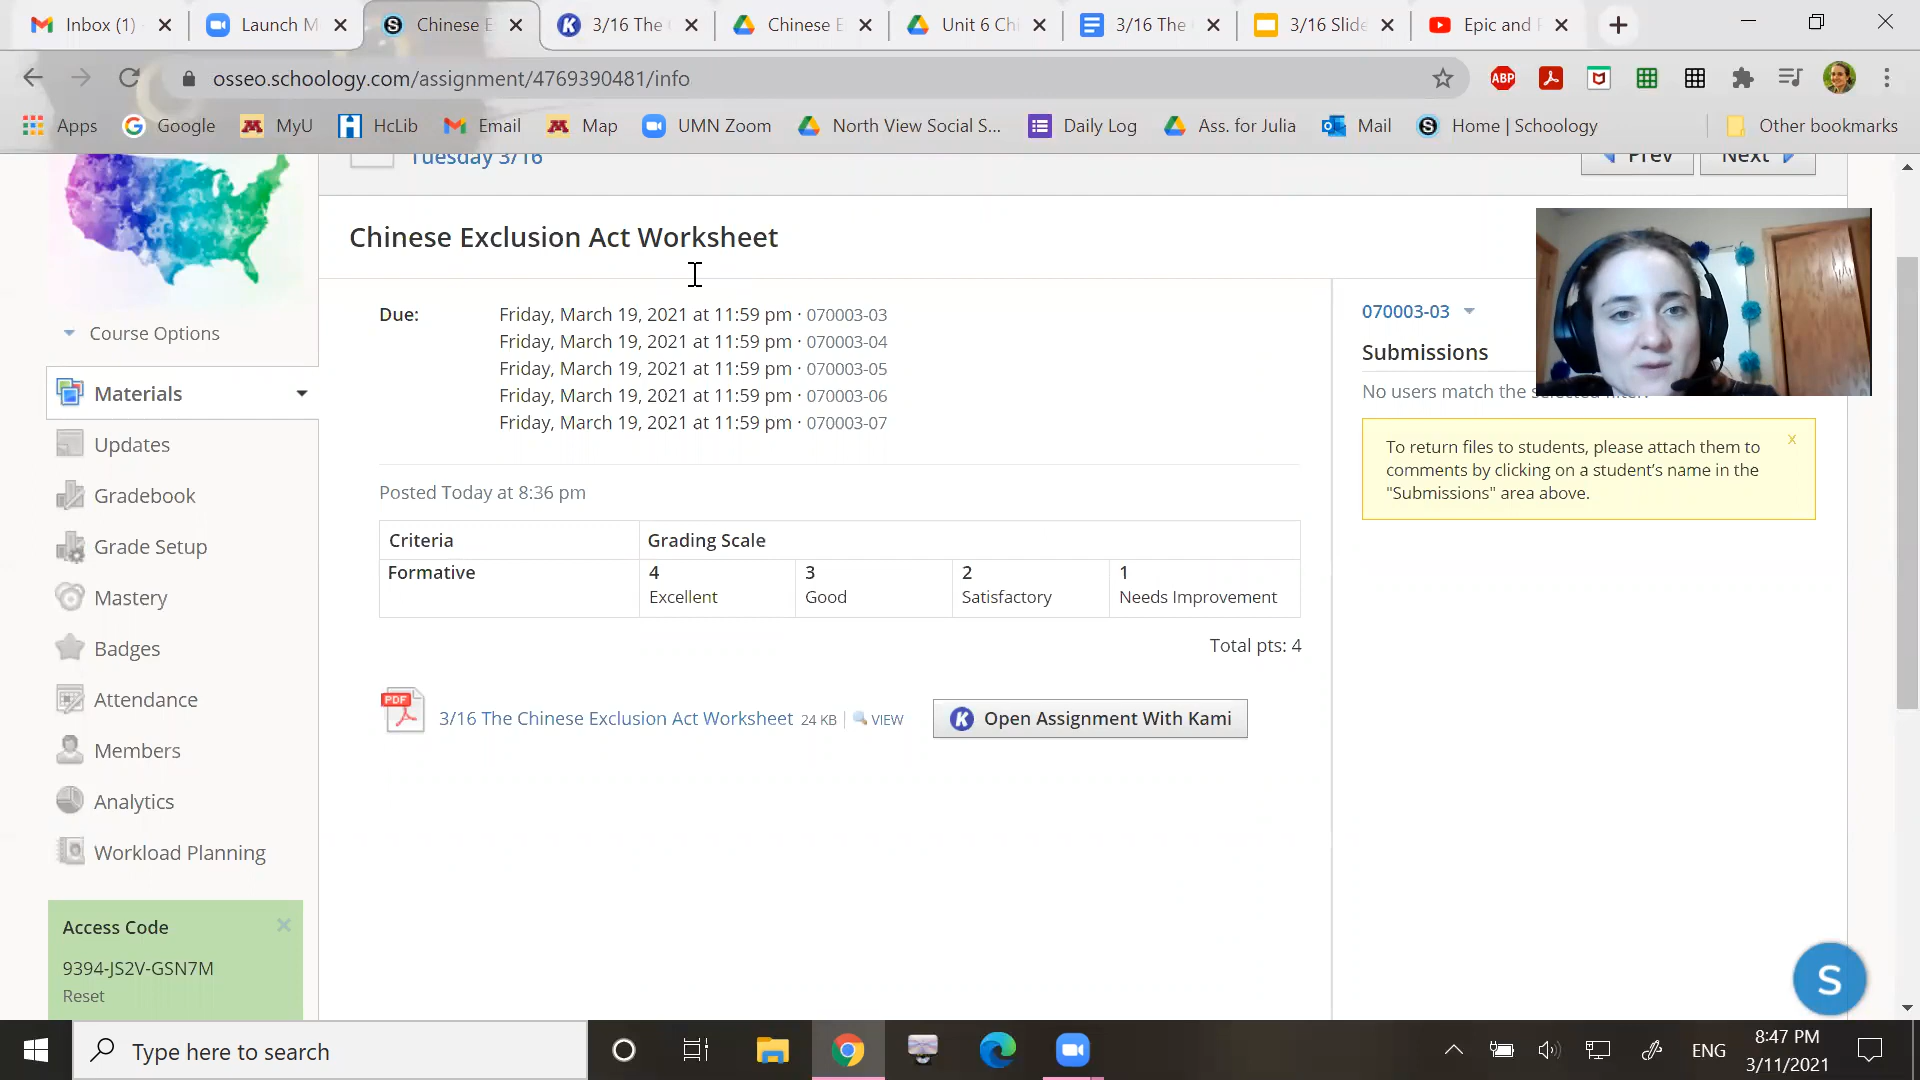 Inbox (1)
Launch M
Chinese E
3/16 The
Chinese E
Unit 6 Chi
3/16 The
3/16 Slide
Epic and
osseo.schoology.com/assignment/4769390481/info
ABP
Apps
Google
MyU
HcLib
Email
Map
UMN Zoom
North View Social S...
Daily Log
Ass. for Julia
Mail
Home | Schoology
Other bookmarks
Tuesday 3/16
Prev
Next
Chinese Exclusion Act Worksheet
Course Options
Materials
Updates
Gradebook
Grade Setup
Mastery
Badges
Attendance
Members
Analytics
Workload Planning
Access Code
9394-JS2V-GSN7M
Reset
Due:
Friday, March 19, 2021 at 11:59 pm · 070003-03
Friday, March 19, 2021 at 11:59 pm · 070003-04
Friday, March 19, 2021 at 11:59 pm · 070003-05
Friday, March 19, 2021 at 11:59 pm · 070003-06
Friday, March 19, 2021 at 11:59 pm · 070003-07
Posted Today at 8:36 pm
Criteria
Grading Scale
Formative
4
3
2
1
Excellent
Good
Satisfactory
Needs Improvement
Total pts: 4
PDF
3/16 The Chinese Exclusion Act Worksheet 24 KB
VIEW
K
Open Assignment With Kami
070003-03
Submissions
No users match the selected filter.
To return files to students, please attach them to
comments by clicking on a student's name in the
"Submissions" area above.
x
S
Type here to search
ENG
8:47 PM
3/11/2021